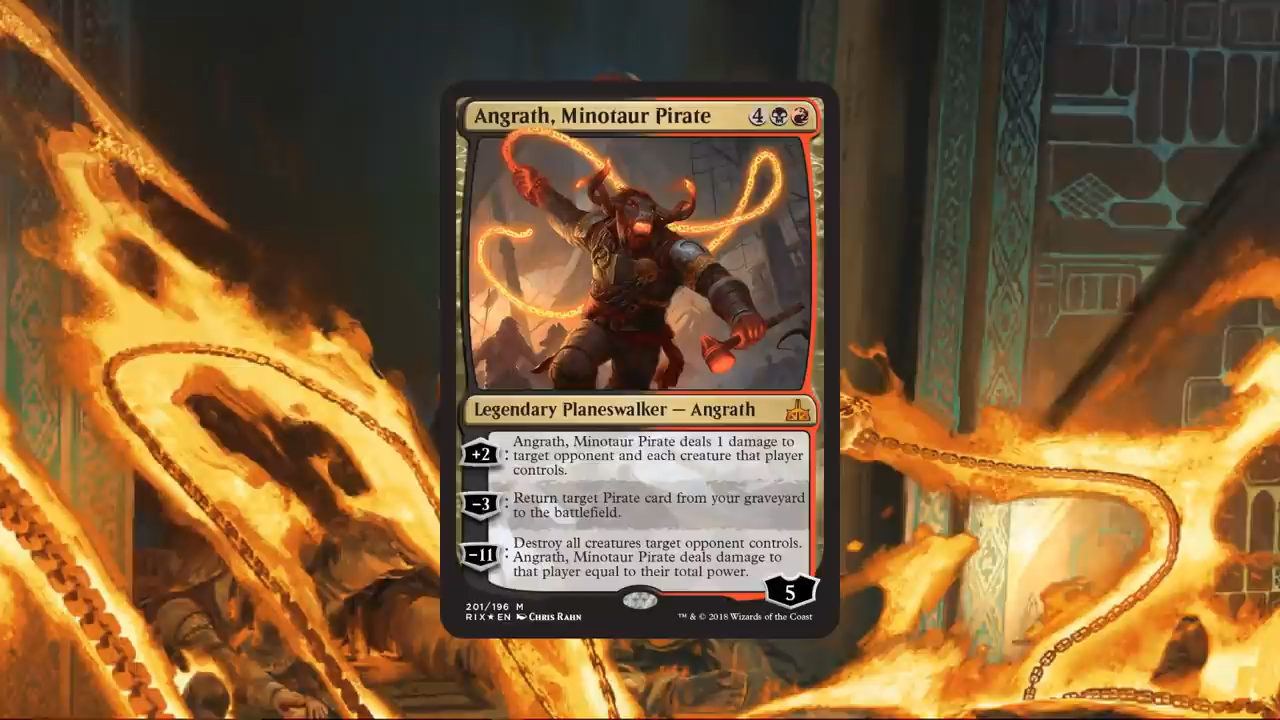 Angrath, Minotaur Pirate 4
Legendary Planeswalker — Angrath
+2: Angrath, Minotaur Pirate deals 1 damage to
target opponent and each creature that player
controls.
−3: Return target Pirate card from your graveyard
to the battlefield.
−11: Destroy all creatures target opponent controls.
Angrath, Minotaur Pirate deals damage to
that player equal to their total power.
5
201/196 M
RIX★EN Chris Rahn
™ & © 2018 Wizards of the Coast